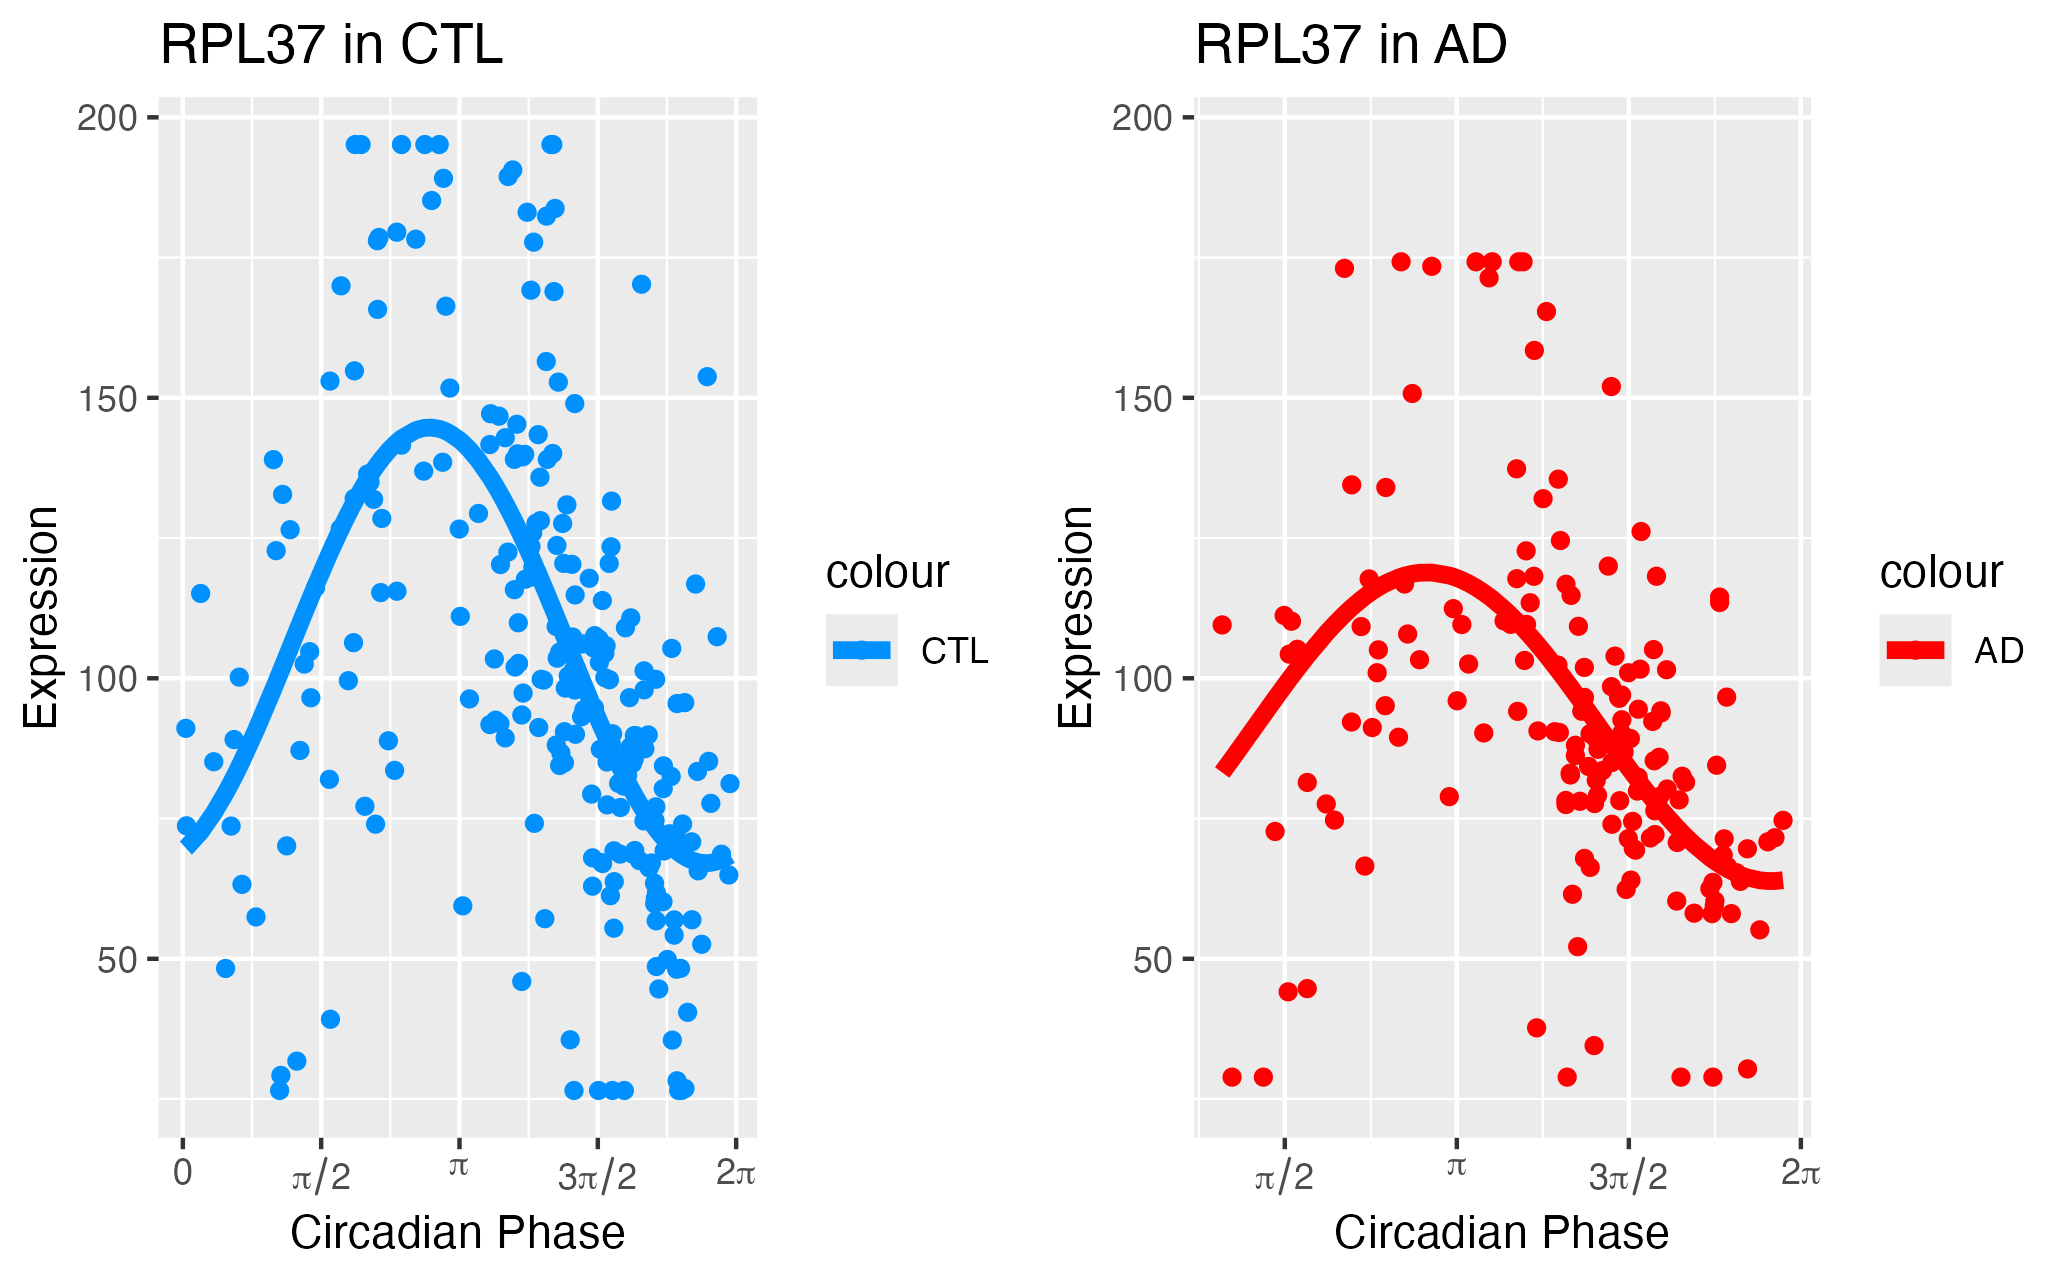 RPL37 in CTL
200
150
100
50
Expression
0
π/2
π
3π/2
2π
Circadian Phase
colour
CTL
RPL37 in AD
200
150
100
50
Expression
π/2
π
3π/2
2π
Circadian Phase
colour
AD